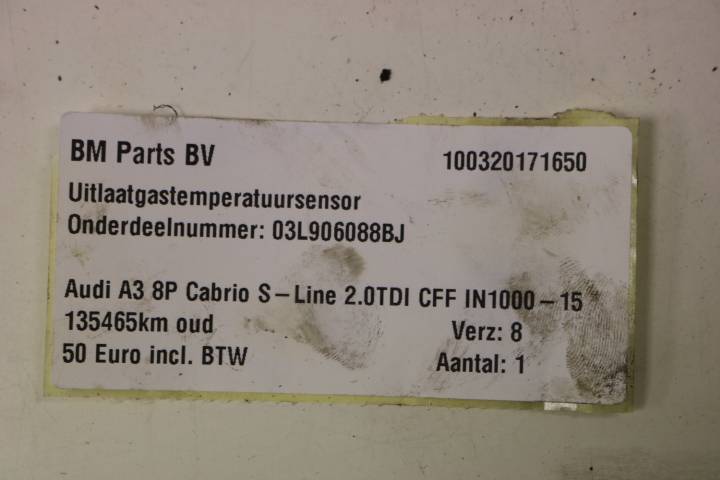 BM Parts BV 100320171650
Uitlaatgastemperatuursensor
Onderdeelnummer: 03L906088BJ
Audi A3 8P Cabrio S-Line 2.0TDI CFF IN1000-15
135465km oud Verz: 8
50 Euro incl. BTW Aantal: 1